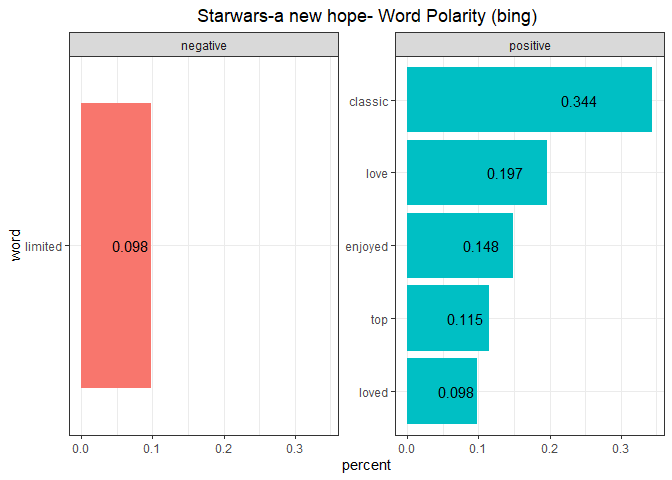 Starwars-a new hope- Word Polarity (bing)
negative
positive
word
limited
0.098
classic
0.344
love
0.197
enjoyed
0.148
top
0.115
loved
0.098
0.0 0.1 0.2 0.3
0.0 0.1 0.2 0.3
percent